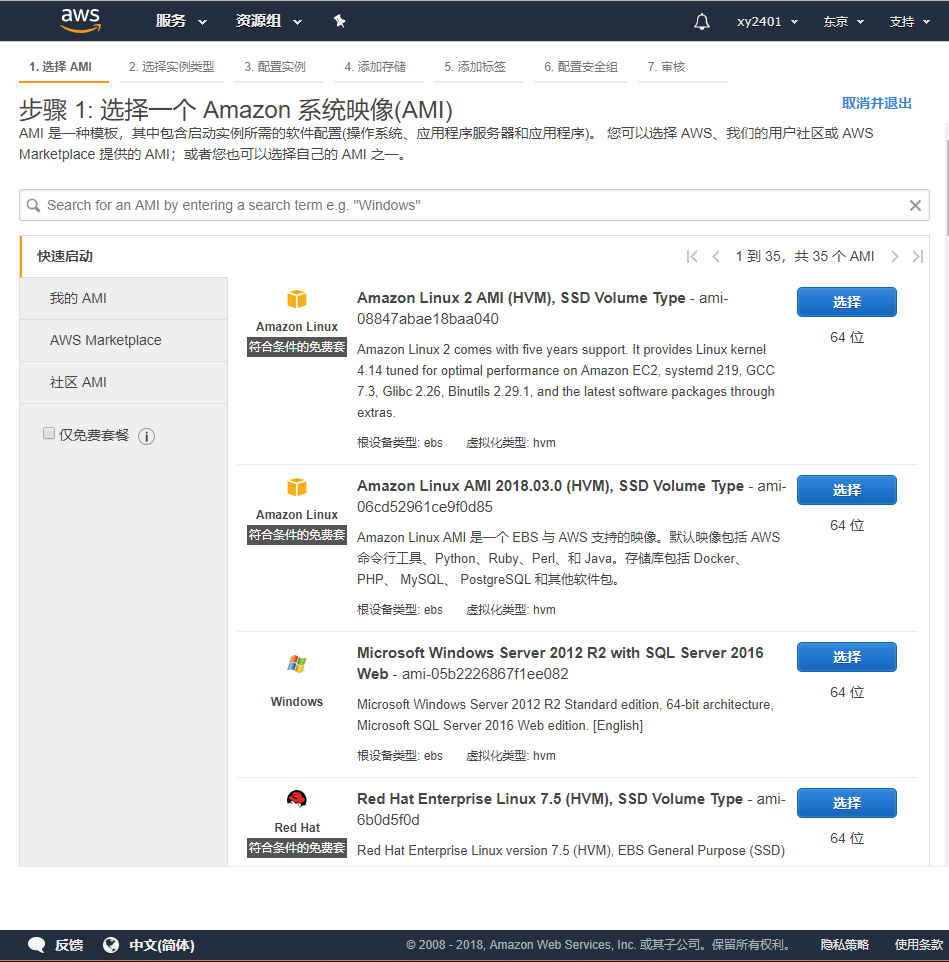 aws 服务 资源组 xy2401 东京 支持
1. 选择 AMI 2. 选择实例类型 3. 配置实例 4. 添加存储 5. 添加标签 6. 配置安全组 7. 审核
步骤 1: 选择一个 Amazon 系统映像(AMI) 取消并退出
AMI 是一种模板，其中包含启动实例所需的软件配置(操作系统、应用程序服务器和应用程序)。 您可以选择 AWS、我们的用户社区或 AWS
Marketplace 提供的 AMI；或者您也可以选择自己的 AMI 之一。
Search for an AMI by entering a search term e.g. "Windows"
快速启动
1 到 35，共 35 个 AMI
我的 AMI
AWS Marketplace
社区 AMI
仅免费套餐
Amazon Linux
符合条件的免费套
Amazon Linux 2 AMI (HVM), SSD Volume Type - ami-
08847abae18baa040
Amazon Linux 2 comes with five years support. It provides Linux kernel
4.14 tuned for optimal performance on Amazon EC2, systemd 219, GCC
7.3, Glibc 2.26, Binutils 2.29.1, and the latest software packages through
extras.
根设备类型: ebs 虚拟化类型: hvm
选择
64 位
Amazon Linux
符合条件的免费套
Amazon Linux AMI 2018.03.0 (HVM), SSD Volume Type - ami-
06cd52961ce9f0d85
Amazon Linux AMI 是一个 EBS 与 AWS 支持的映像。默认映像包括 AWS
命令行工具、Python、Ruby、Perl、和 Java。存储库包括 Docker、
PHP、 MySQL、 PostgreSQL 和其他软件包。
根设备类型: ebs 虚拟化类型: hvm
选择
64 位
Windows
Microsoft Windows Server 2012 R2 with SQL Server 2016
Web - ami-05b2226867f1ee082
Microsoft Windows Server 2012 R2 Standard edition, 64-bit architecture,
Microsoft SQL Server 2016 Web edition. [English]
根设备类型: ebs 虚拟化类型: hvm
选择
64 位
Red Hat
符合条件的免费套
Red Hat Enterprise Linux 7.5 (HVM), SSD Volume Type - ami-
6b0d5f0d
Red Hat Enterprise Linux version 7.5 (HVM), EBS General Purpose (SSD)
选择
64 位
反馈 中文(简体) © 2008 - 2018, Amazon Web Services, Inc. 或其子公司。保留所有权利。 隐私策略 使用条款